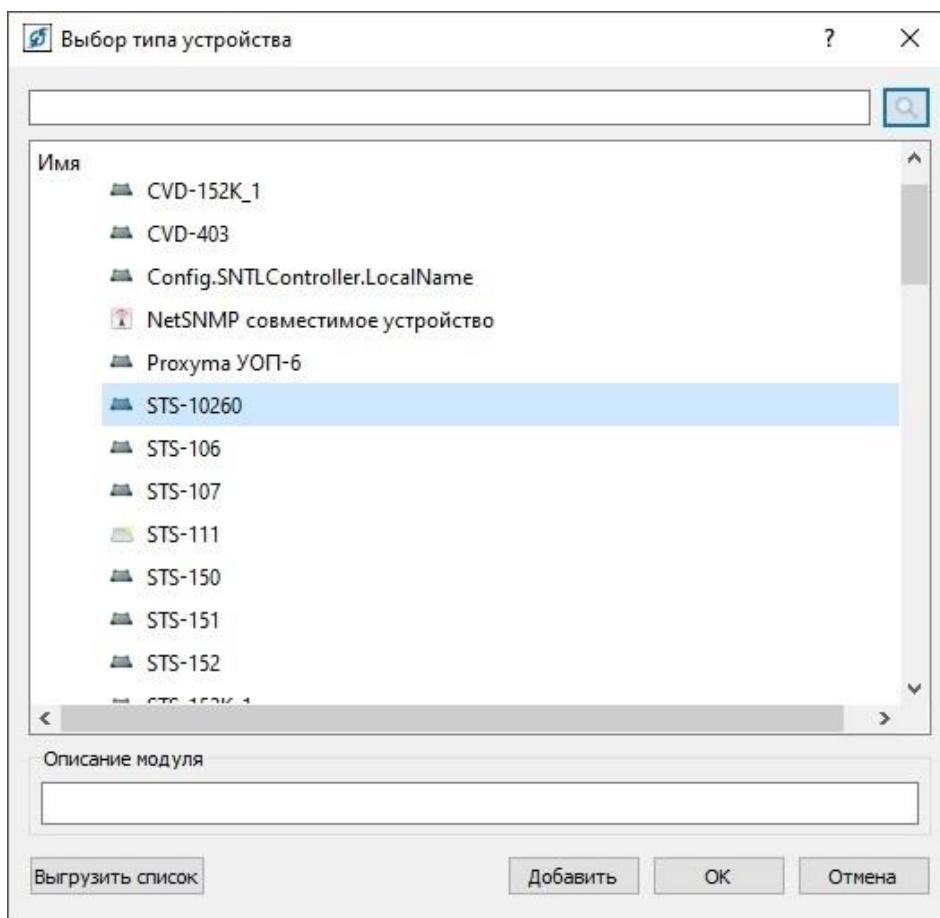 Выбор типа устройства
?
Имя
CVD-152K_1
CVD-403
Config.SNTLController.LocalName
NetSNMP совместимое устройство
Proxyma УОП-6
STS-10260
STS-106
STS-107
STS-111
STS-150
STS-151
STS-152
STS-152K_1
Описание модуля
Выгрузить список Добавить OK Отмена